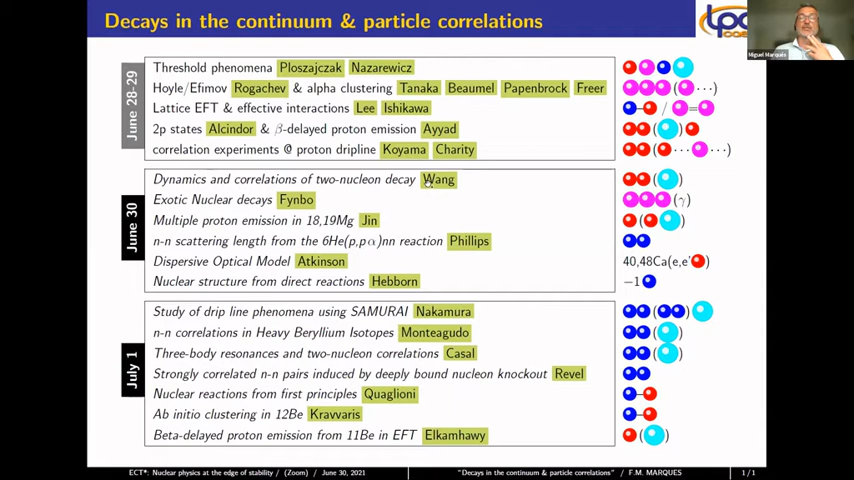 Decays in the continuum & particle correlations
LPC
Miguel Marqués
June 28-29
Threshold phenomena Ploszajczak Nazarewicz
Hoyle/Efimov Rogachev & alpha clustering Tanaka Beaumel Papenbrock Freer (···)
Lattice EFT & effective interactions Lee Ishikawa / =
2p states Alcindor & β-delayed proton emission Ayyad ( )
correlation experiments @ proton dripline Koyama Charity ( ··· ···)
June 30
Dynamics and correlations of two-nucleon decay Wang ( )
Exotic Nuclear decays Fynbo (γ)
Multiple proton emission in 18,19Mg Jin ( )
n-n scattering length from the 6He(p,pα)nn reaction Phillips
Dispersive Optical Model Atkinson 40,48Ca(e,e' )
Nuclear structure from direct reactions Hebborn −1
July 1
Study of drip line phenomena using SAMURAI Nakamura ( )
n-n correlations in Heavy Beryllium Isotopes Monteagudo ( )
Three-body resonances and two-nucleon correlations Casal ( )
Strongly correlated n-n pairs induced by deeply bound nucleon knockout Revel
Nuclear reactions from first principles Quaglioni
Ab initio clustering in 12Be Kravvaris
Beta-delayed proton emission from 11Be in EFT Elkamhawy ( )
ECT*: Nuclear physics at the edge of stability / (Zoom) / June 30, 2021 "Decays in the continuum & particle correlations" / F.M. MARQUES 1/1